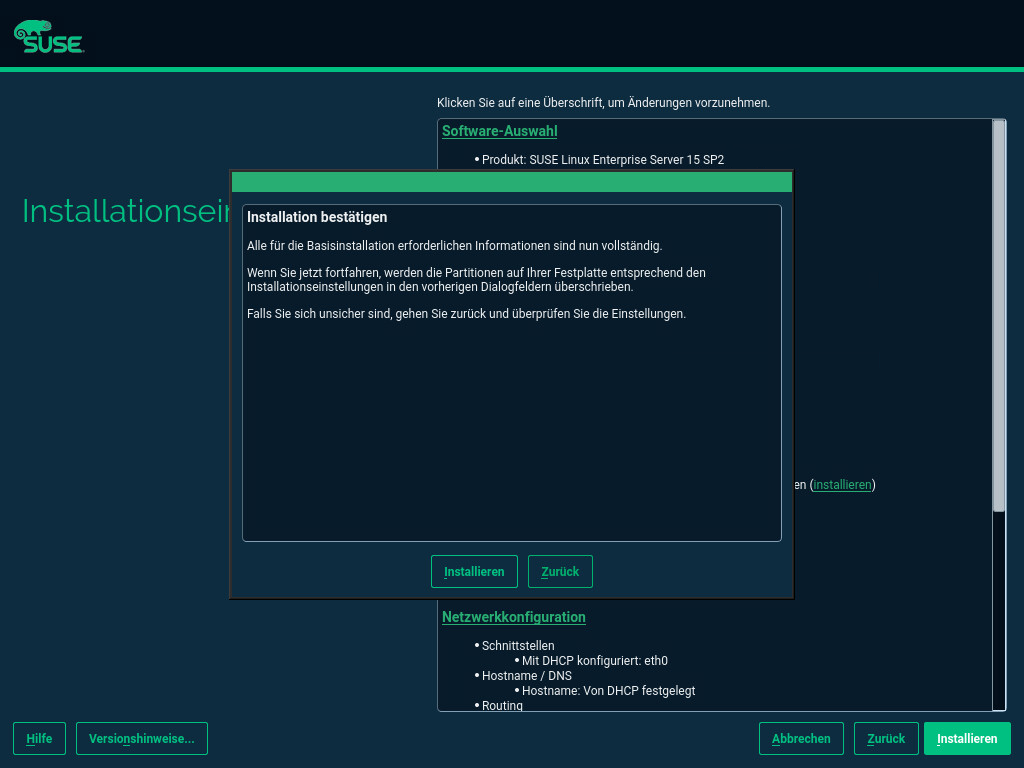 SUSE
Klicken Sie auf eine Überschrift, um Änderungen vorzunehmen.
Software-Auswahl
• Produkt: SUSE Linux Enterprise Server 15 SP2
Installation bestätigen
Alle für die Basisinstallation erforderlichen Informationen sind nun vollständig.
Wenn Sie jetzt fortfahren, werden die Partitionen auf Ihrer Festplatte entsprechend den
Installationseinstellungen in den vorherigen Dialogfeldern überschrieben.
Falls Sie sich unsicher sind, gehen Sie zurück und überprüfen Sie die Einstellungen.
(installieren)
Installieren Zurück
Netzwerkkonfiguration
• Schnittstellen
• Mit DHCP konfiguriert: eth0
• Hostname / DNS
• Hostname: Von DHCP festgelegt
• Routing
Hilfe Versionshinweise... Abbrechen Zurück Installieren